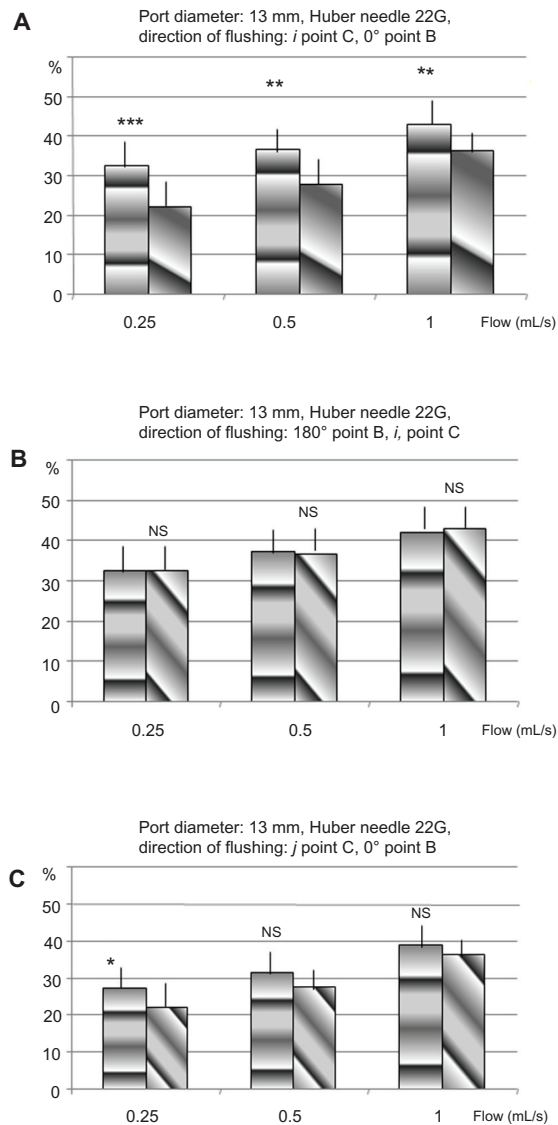 A
Port diameter: 13 mm, Huber needle 22G,
direction of flushing: i point C, 0° point B
%
50
40
30
20
10
0
***
**
**
0.25
0.5
1
Flow (mL/s)
Port diameter: 13 mm, Huber needle 22G,
direction of flushing: 180° point B, i, point C
B
%
50
40
30
20
10
0
NS
NS
NS
0.25
0.5
1
Flow (mL/s)
Port diameter: 13 mm, Huber needle 22G,
direction of flushing: j point C, 0° point B
C
%
50
40
30
20
10
0
*
NS
NS
0.25
0.5
1
Flow (mL/s)